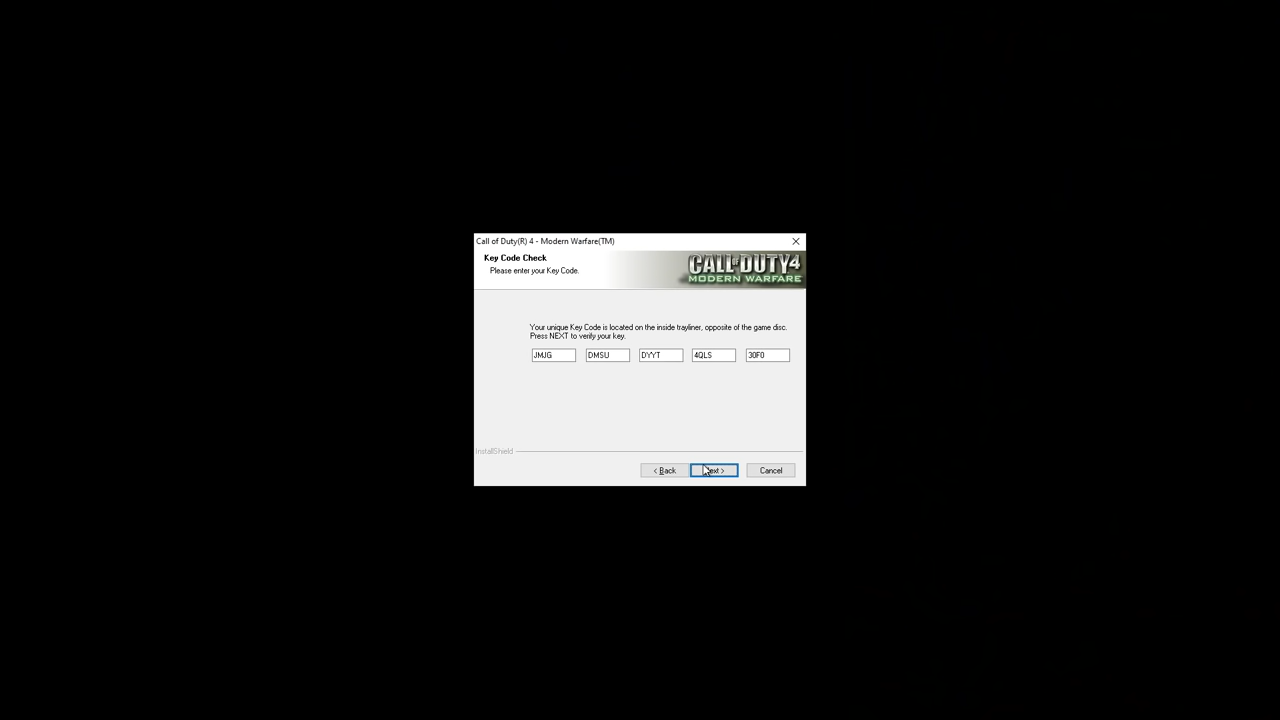 Call of Duty(R) 4 - Modern Warfare(TM)
Key Code Check
Please enter your Key Code.
CALL OF DUTY 4
MODERN WARFARE
Your unique Key Code is located on the inside trayliner, opposite of the game disc.
Press NEXT to verify your key.
JMJG DMSU DYYT 4QLS 30F0
InstallShield
< Back Next > Cancel